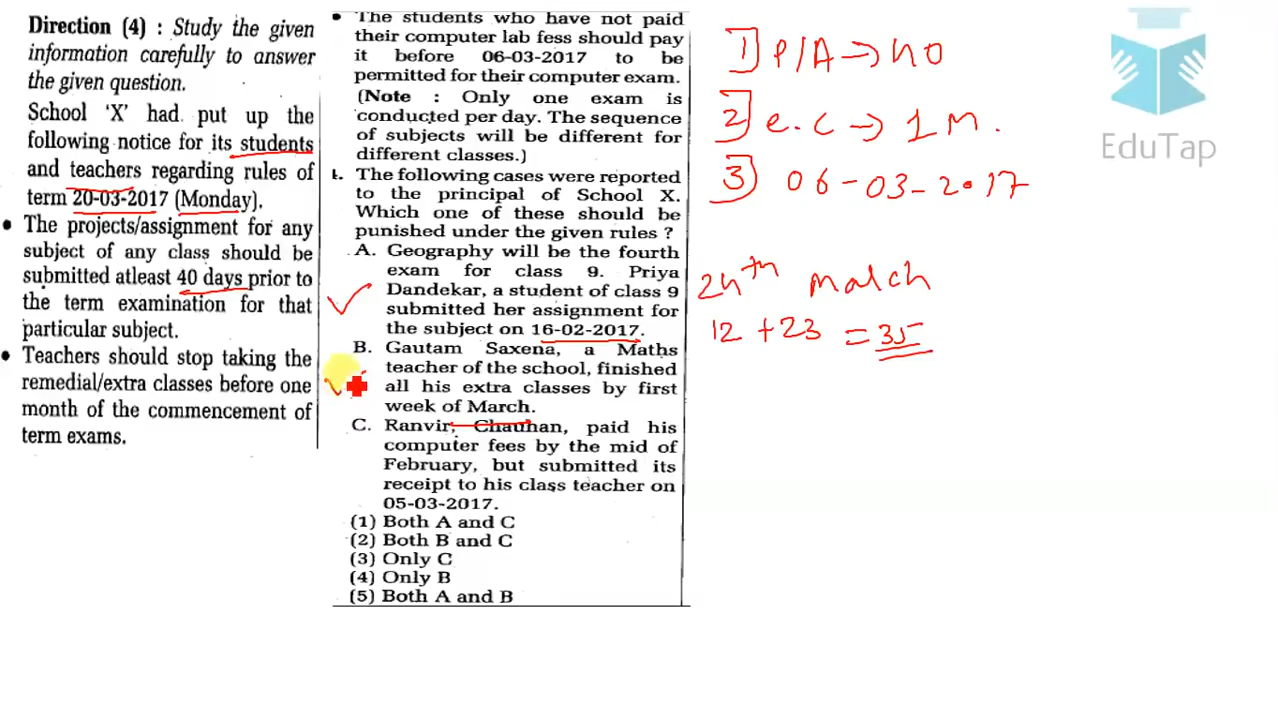 Direction (4) : Study the given
information carefully to answer
the given question.
School 'X' had put up the
following notice for its students
and teachers regarding rules of
term 20-03-2017 (Monday).
• The projects/assignment for any
subject of any class should be
submitted atleast 40 days prior to
the term examination for that
particular subject.
• Teachers should stop taking the
remedial/extra classes before one
month of the commencement of
term exams.
• The students who have not paid
their computer lab fess should pay
it before 06-03-2017 to be
permitted for their computer exam.
(Note : Only one exam is
conducted per day. The sequence
of subjects will be different for
different classes.)
The following cases were reported
to the principal of School X.
Which one of these should be
punished under the given rules ?
A. Geography will be the fourth
exam for class 9. Priya
Dandekar, a student of class 9
submitted her assignment for
the subject on 16-02-2017.
B. Gautam Saxena, a Maths
teacher of the school, finished
all his extra classes by first
week of March.
C. Ranvir, Chauhan, paid his
computer fees by the mid of
February, but submitted its
receipt to his class teacher on
05-03-2017.
(1) Both A and C
(2) Both B and C
(3) Only C
(4) Only B
(5) Both A and B
1] P/A → 40
2] e.c → 1 M.
3] 06-03-2017
24th march
12 + 23 = 35
EduTap